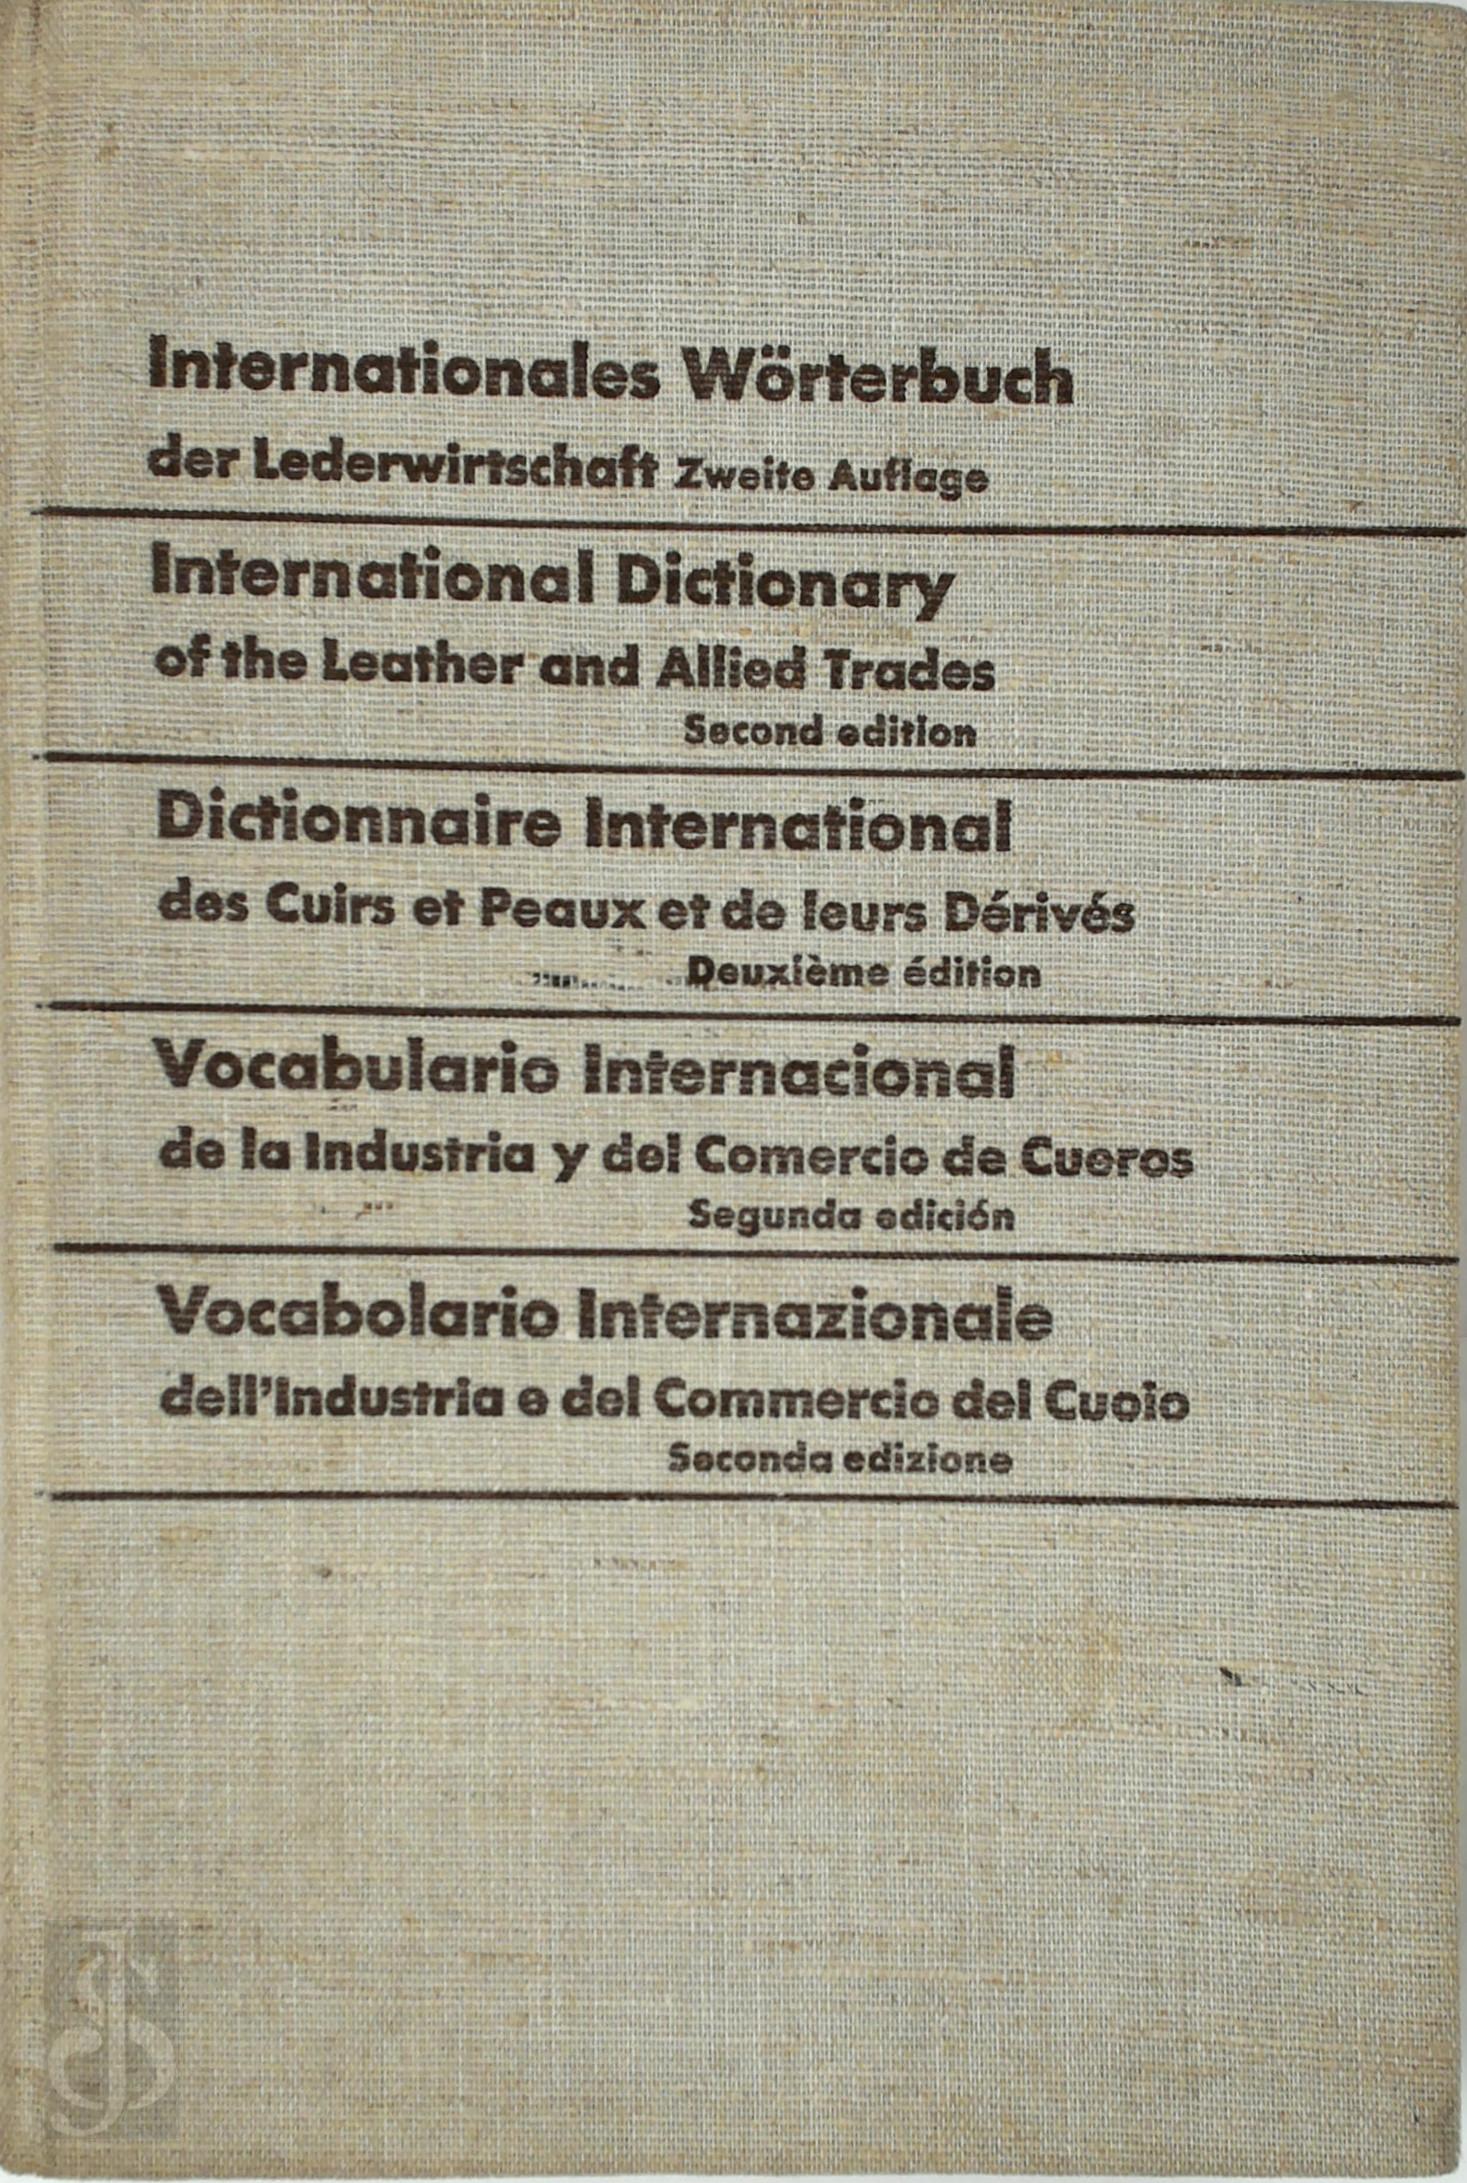 Internationales Wörterbuch
der Lederwirtschaft Zweite Auflage
International Dictionary
of the Leather and Allied Trades
Second edition
Dictionnaire International
des Cuirs et Peaux et de leurs Dérivés
Deuxième édition
Vocabulario Internacional
de la Industria y del Comercio de Cueros
Segunda edición
Vocabolario Internazionale
dell'Industria e del Commercio del Cuoio
Seconda edizione